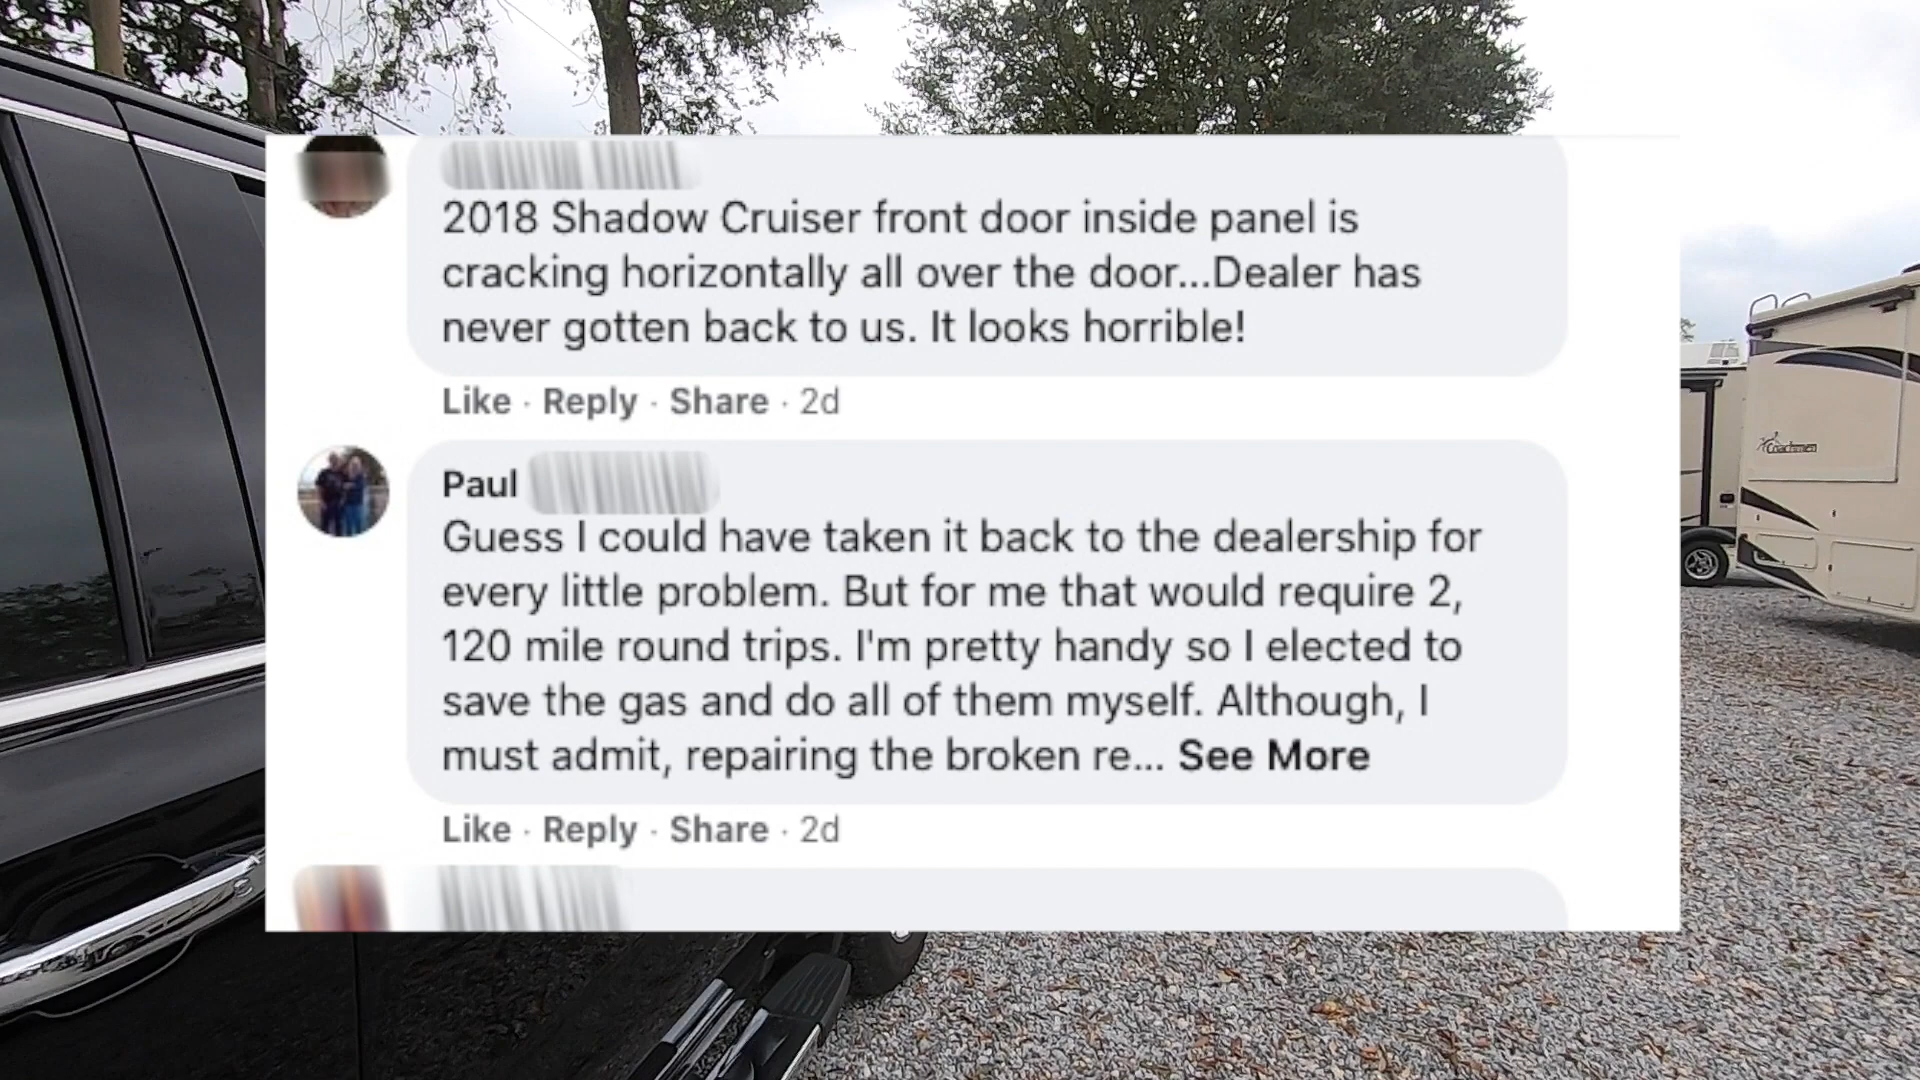 2018 Shadow Cruiser front door inside panel is
cracking horizontally all over the door...Dealer has
never gotten back to us. It looks horrible!
Like · Reply · Share · 2d
Paul
Guess I could have taken it back to the dealership for
every little problem. But for me that would require 2,
120 mile round trips. I'm pretty handy so I elected to
save the gas and do all of them myself. Although, I
must admit, repairing the broken re... See More
Like · Reply · Share · 2d